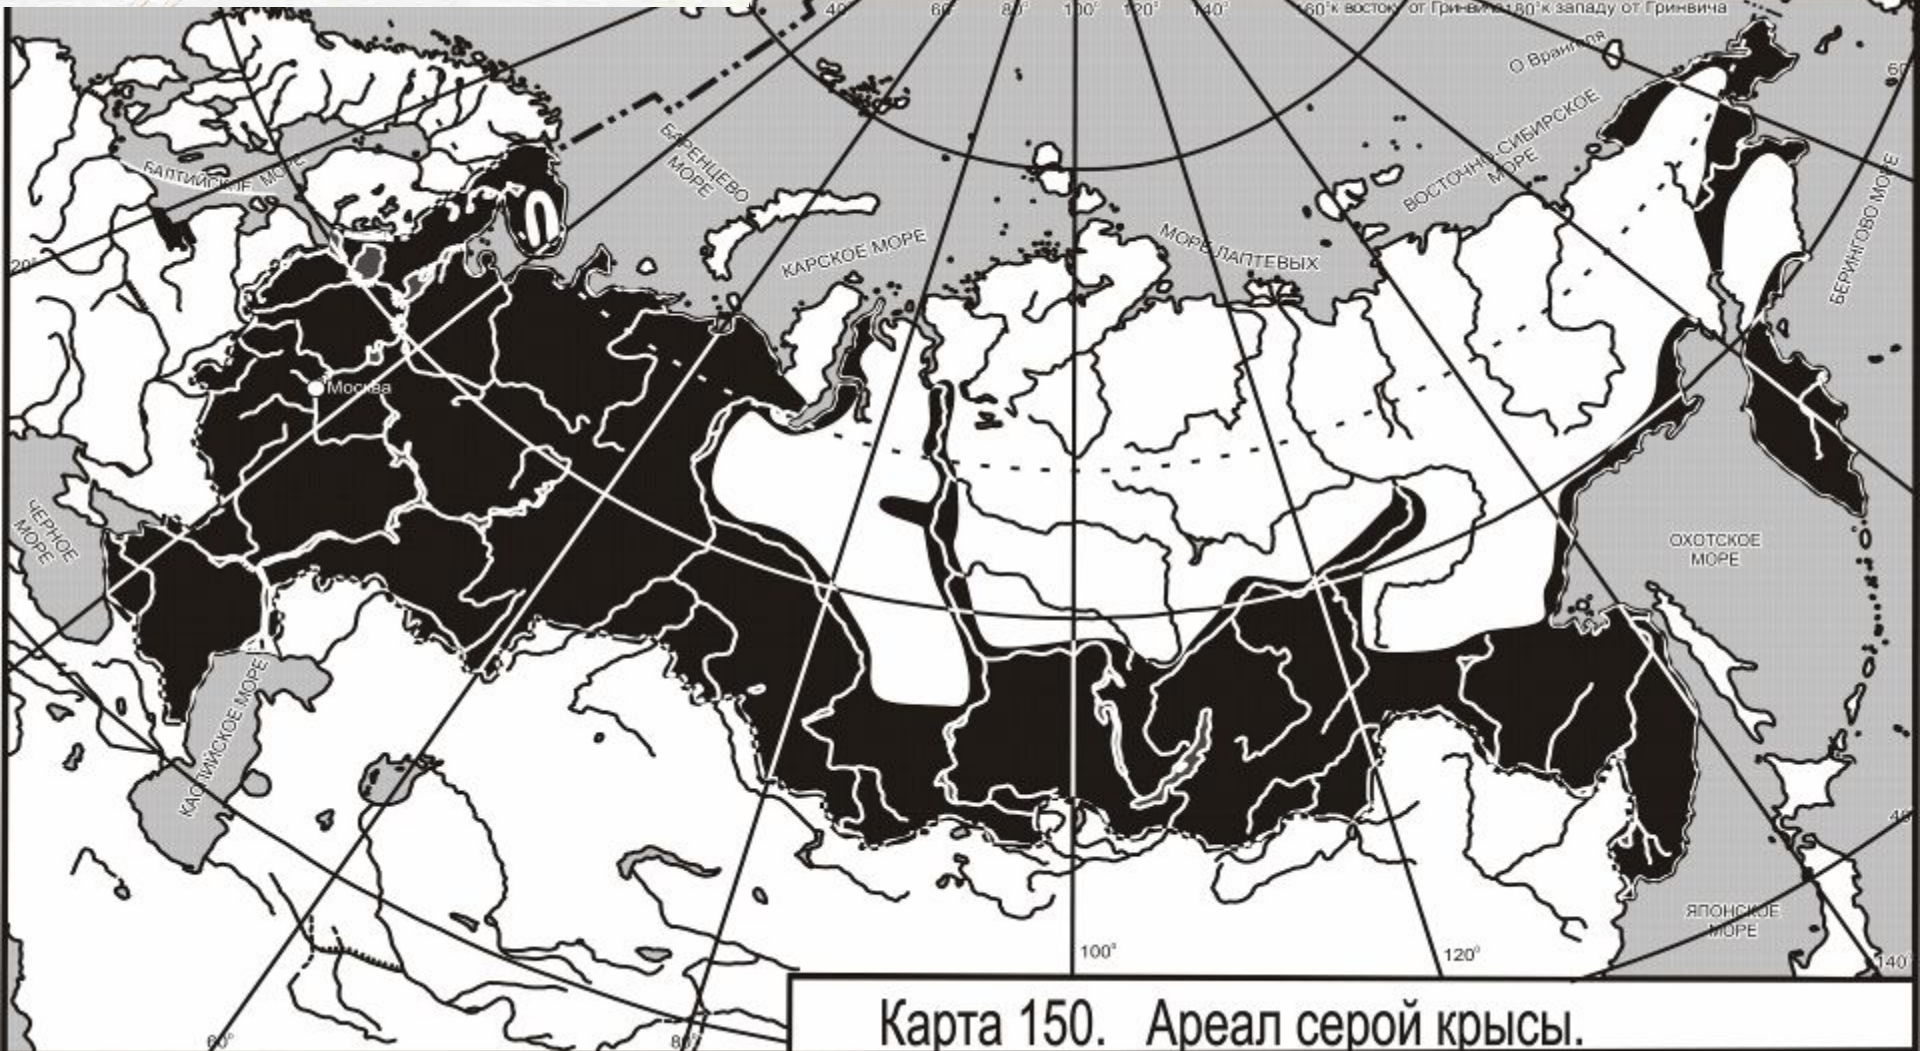 40° 60° 80° 100° 120° 140° 160° к востоку от Гринвича 180° к западу от Гринвича
О Врангеля
60
БАРЕНЦЕВО
МОРЕ
ВОСТОЧНО-СИБИРСКОЕ
МОРЕ
БАЛТИЙСКОЕ МОРЕ
КАРСКОЕ МОРЕ
МОРЕ ЛАПТЕВЫХ
БЕРИНГОВО МОРЕ
20°
Москва
ЧЕРНОЕ
МОРЕ
ОХОТСКОЕ
МОРЕ
КАСПИЙСКОЕ МОРЕ
40
ЯПОНСКОЕ
МОРЕ
100°
120°
140°
60°
80°
Карта 150. Ареал серой крысы.